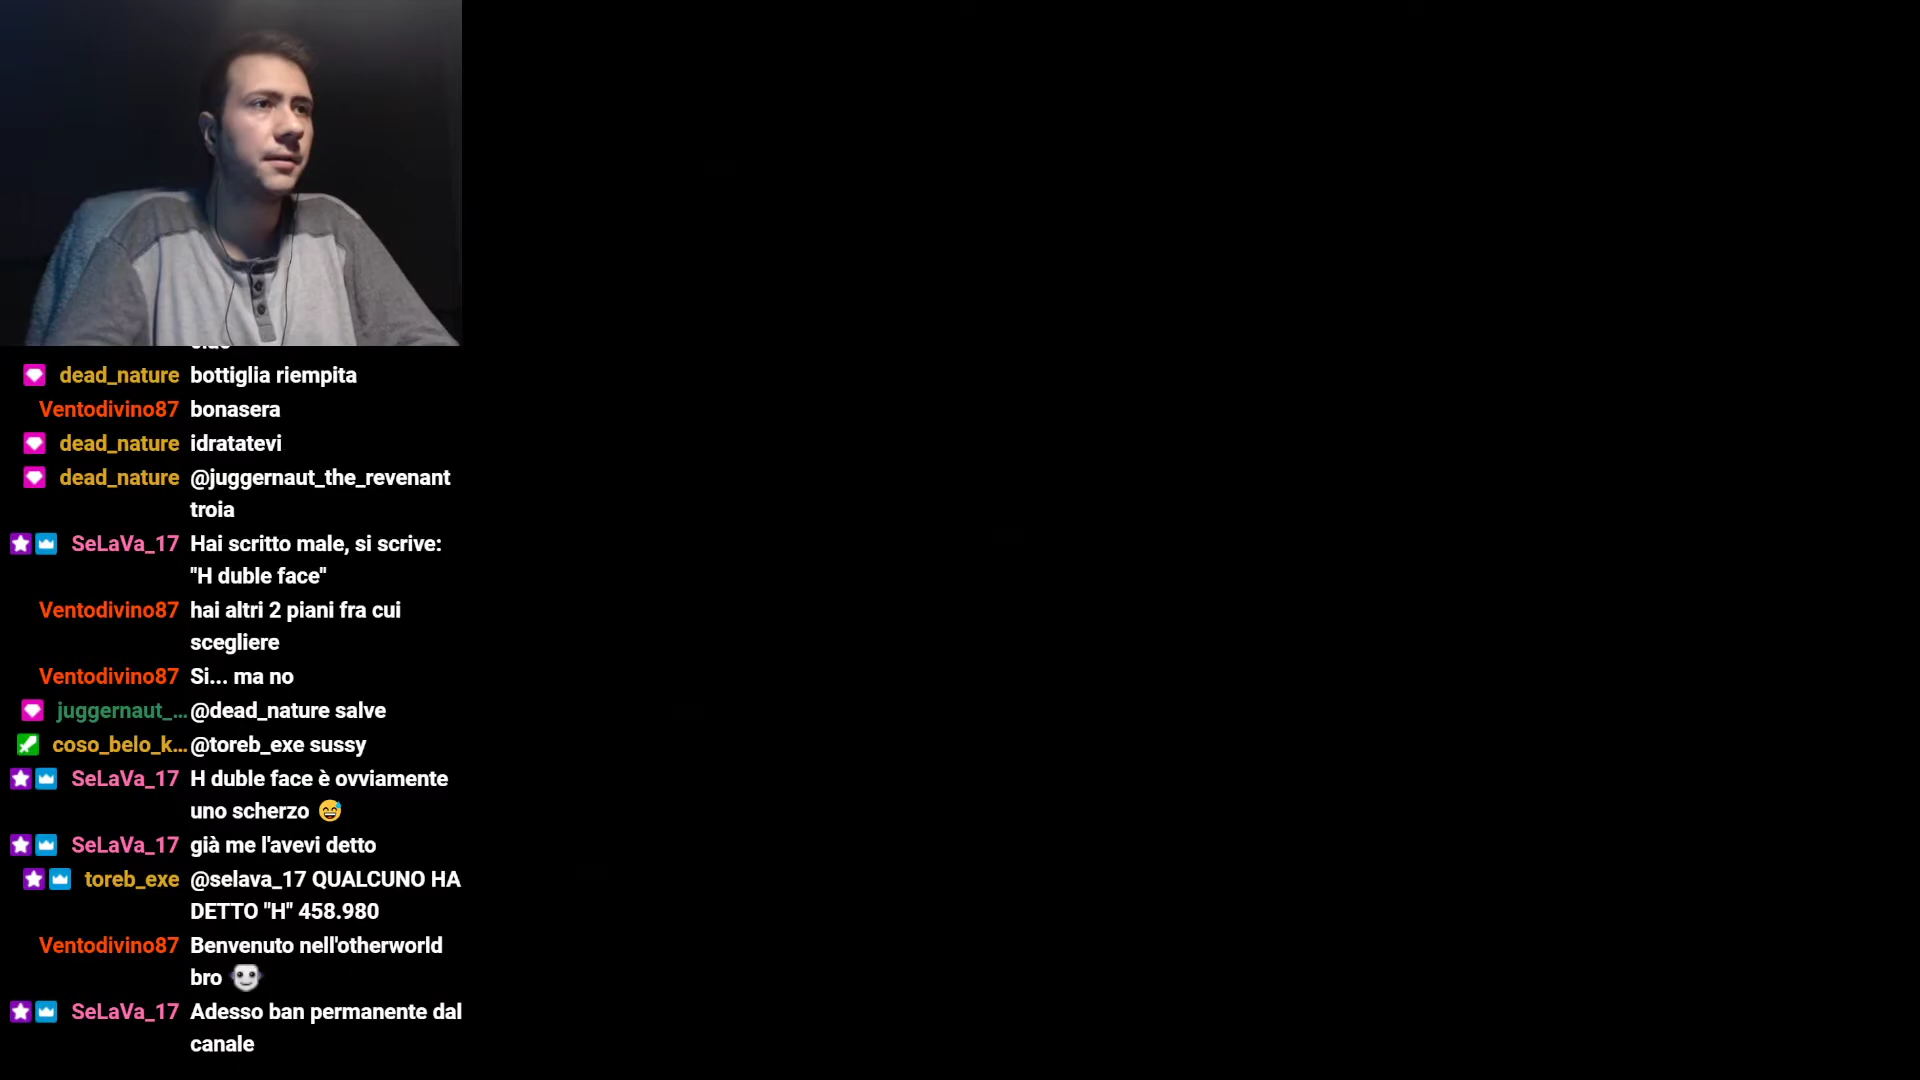 dead_nature bottiglia riempita
Ventodivino87 bonasera
dead_nature idratatevi
dead_nature @juggernaut_the_revenant
troia
SeLaVa_17 Hai scritto male, si scrive:
"H duble face"
Ventodivino87 hai altri 2 piani fra cui
scegliere
Ventodivino87 Si... ma no
juggernaut_... @dead_nature salve
coso_belo_k... @toreb_exe sussy
SeLaVa_17 H duble face è ovviamente
uno scherzo 😅
SeLaVa_17 già me l'avevi detto
toreb_exe @selava_17 QUALCUNO HA
DETTO "H" 458.980
Ventodivino87 Benvenuto nell'otherworld
bro
SeLaVa_17 Adesso ban permanente dal
canale